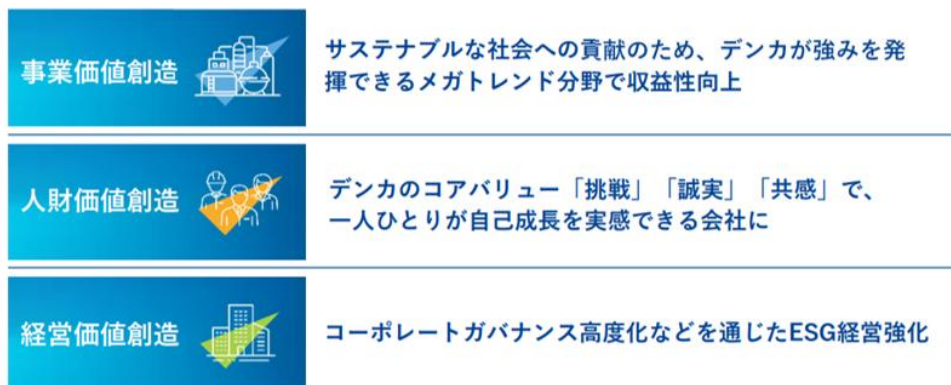 事業価値創造
サステナブルな社会への貢献のため、デンカが強みを発
揮できるメガトレンド分野で収益性向上
人財価値創造
デンカのコアバリュー「挑戦」「誠実」「共感」で、
一人ひとりが自己成長を実感できる会社に
経営価値創造
コーポレートガバナンス高度化などを通じたESG経営強化